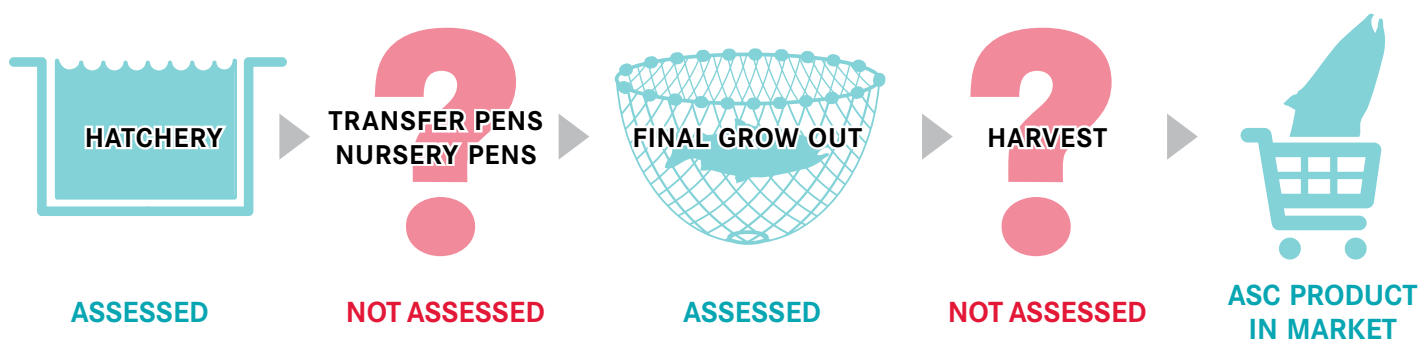 HATCHERY
TRANSFER PENS
NURSERY PENS
FINAL GROW OUT
HARVEST
ASSESSED
NOT ASSESSED
ASSESSED
NOT ASSESSED
ASC PRODUCT
IN MARKET